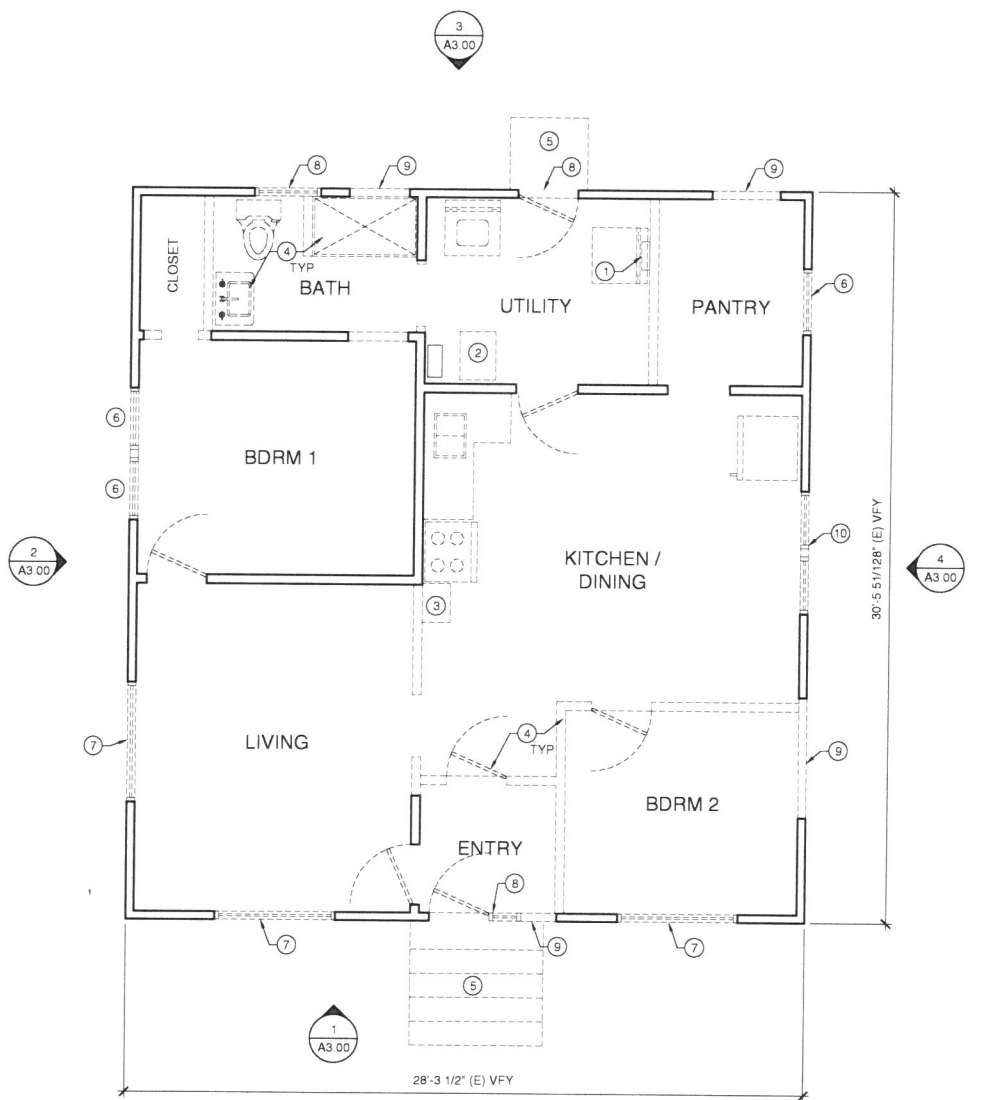 3
A3.00
5
8
9
8
9
CLOSET
4
TYP
BATH
1
UTILITY
PANTRY
6
2
6
BDRM 1
6
10
2
A3.00
KITCHEN /
DINING
4
A3.00
3
30'-5 51/128" (E) VFY
7
LIVING
4
TYP
9
BDRM 2
ENTRY
8
7
9
7
5
1
A3.00
28'-3 1/2" (E) VFY